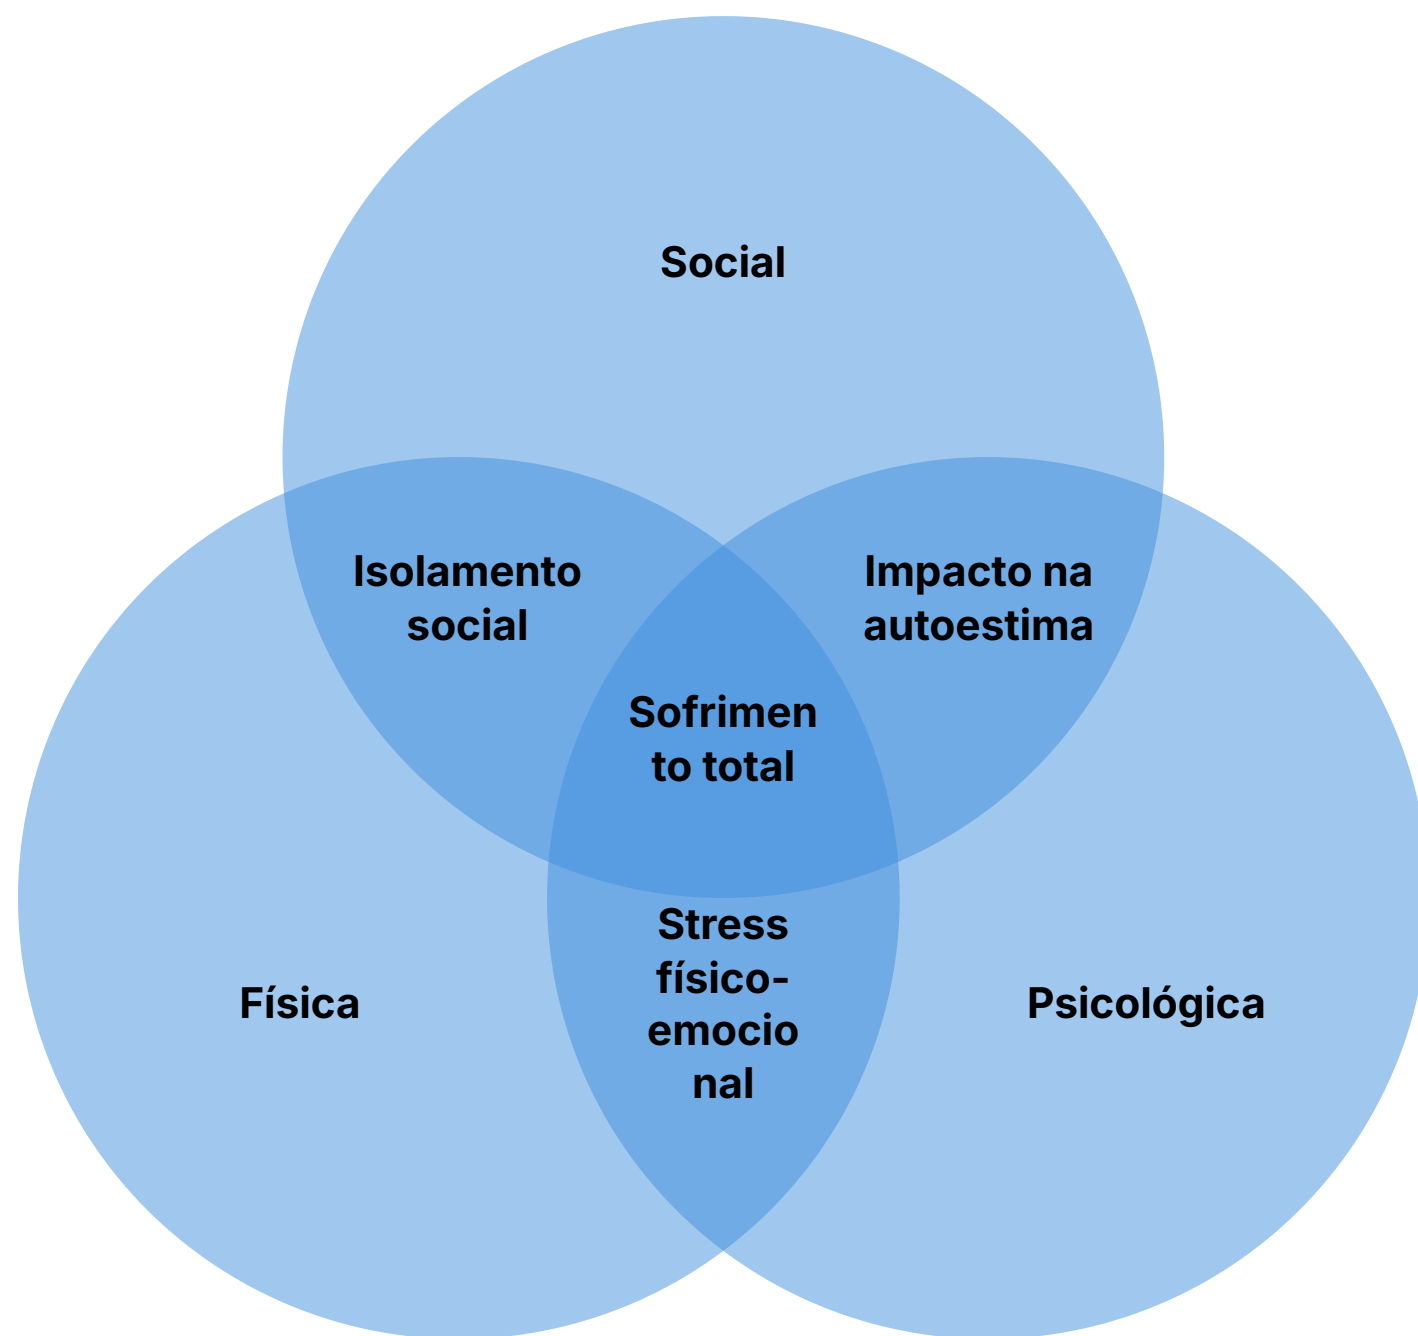 Social
Isolamento
social
Impacto na
autoestima
Sofrimen
to total
Stress
físico-
emocio
nal
Física
Psicológica